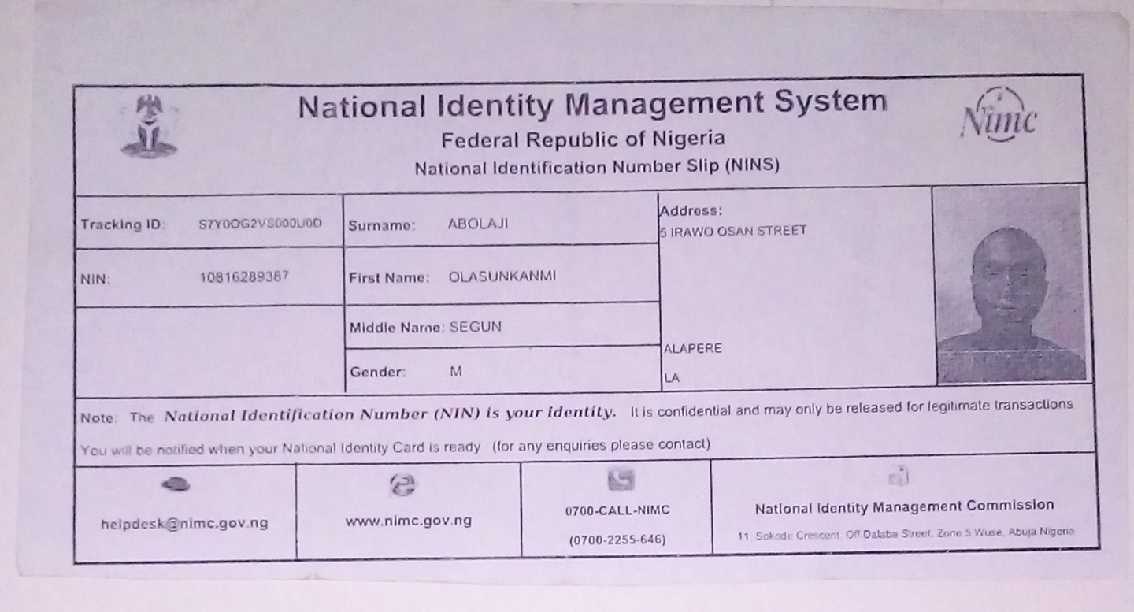 National Identity Management System
Nimc
Federal Republic of Nigeria
National Identification Number Slip (NINS)
Tracking ID:
Surname: ABOLAJI
Address:
5 IRAWO OSAN STREET
NIN: 10816289387
First Name: OLASUNKANMI
Middle Name: SEGUN
ALAPERE
Gender: M
LA
Note: The National Identification Number (NIN) is your identity. It is confidential and may only be released for legitimate transactions
You will be notified when your National Identity Card is ready (for any enquiries please contact)
helpdesk@nimc.gov.ng
www.nimc.gov.ng
0700-CALL-NIMC
(0700-2255-646)
National Identity Management Commission
11, Sokode Crescent, Off Dalaba Street, Zone 5 Wuse, Abuja Nigeria